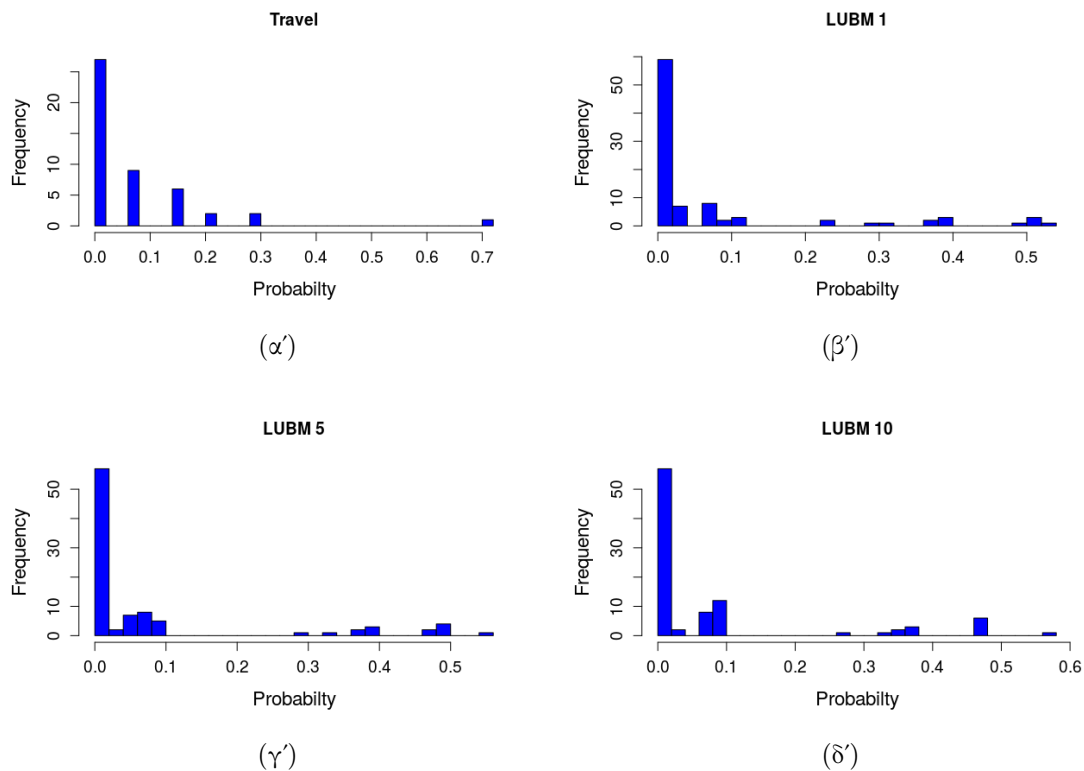 Travel
Frequency
20
10
5
0
0.0 0.1 0.2 0.3 0.4 0.5 0.6 0.7
Probabilty
(α΄)
LUBM 1
Frequency
50
30
10
0
0.0 0.1 0.2 0.3 0.4 0.5
Probabilty
(β΄)
LUBM 5
Frequency
50
30
10
0
0.0 0.1 0.2 0.3 0.4 0.5
Probabilty
(γ΄)
LUBM 10
Frequency
50
30
10
0
0.0 0.1 0.2 0.3 0.4 0.5 0.6
Probabilty
(δ΄)